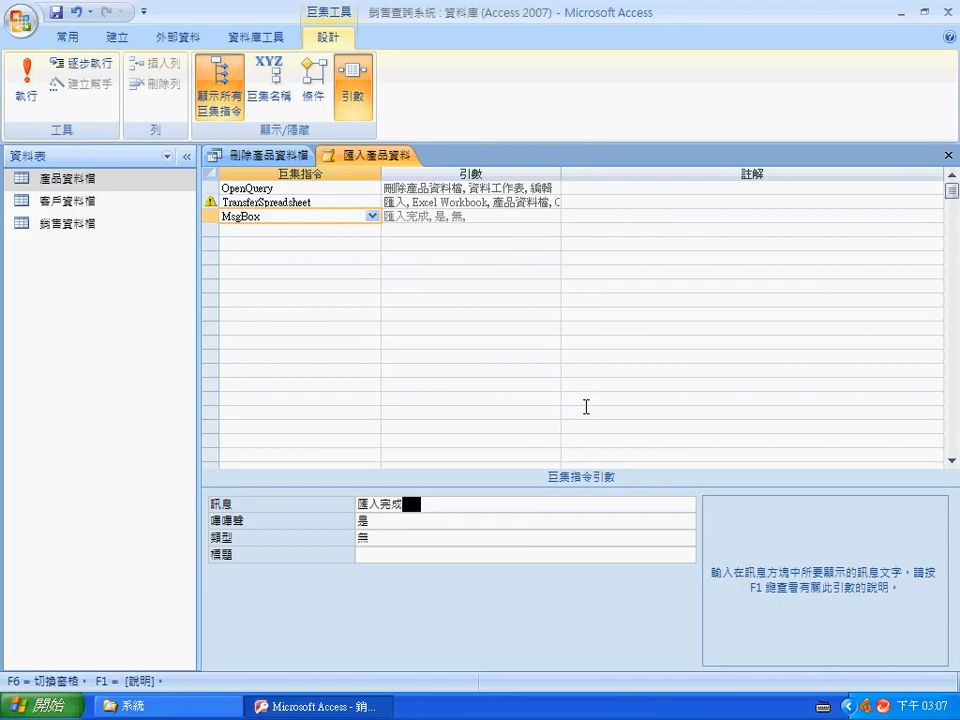 巨集工具
銷售查詢系統 : 資料庫 (Access 2007) - Microsoft Access
常用
建立
外部資料
資料庫工具
設計
執行
逐步執行
建立幫手
工具
插入列
刪除列
列
顯示所有
巨集指令
巨集名稱
條件
引數
顯示/隱藏
資料表
產品資料檔
客戶資料檔
銷售資料檔
刪除產品資料檔
匯入產品資料
巨集指令
引數
註解
OpenQuery
刪除產品資料檔, 資料工作表, 編輯
TransferSpreadsheet
匯入, Excel Workbook, 產品資料檔, C
MsgBox
匯入完成, 是, 無,
巨集指令引數
訊息
匯入完成
嗶嗶聲
是
類型
無
標題
輸入在訊息方塊中所要顯示的訊息文字。請按
F1 鍵查看有關此引數的說明。
F6 = 切換窗格。 F1 = [說明]。
開始
系統
Microsoft Access - 銷...
下午 03:07